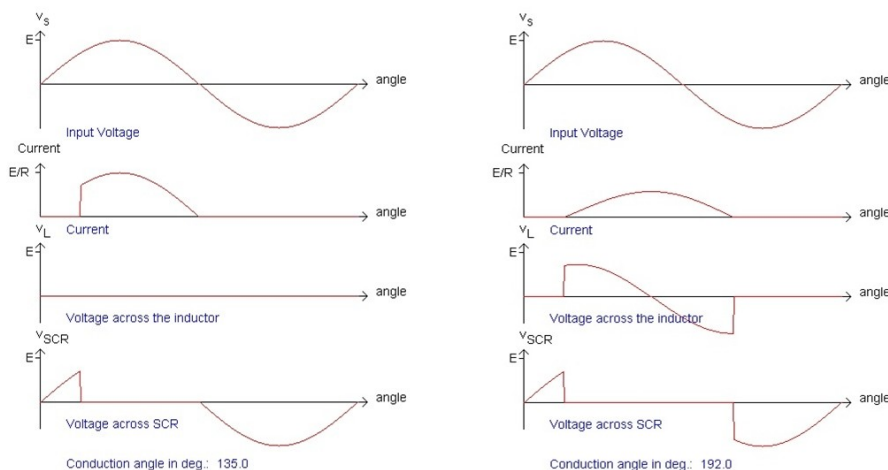 vS
E
angle
Input Voltage
Current
E/R
angle
Current
vL
E
angle
Voltage across the inductor
vSCR
E
angle
Voltage across SCR
Conduction angle in deg.: 135.0
vS
E
angle
Input Voltage
Current
E/R
angle
Current
vL
E
angle
Voltage across the inductor
vSCR
E
angle
Voltage across SCR
Conduction angle in deg.: 192.0